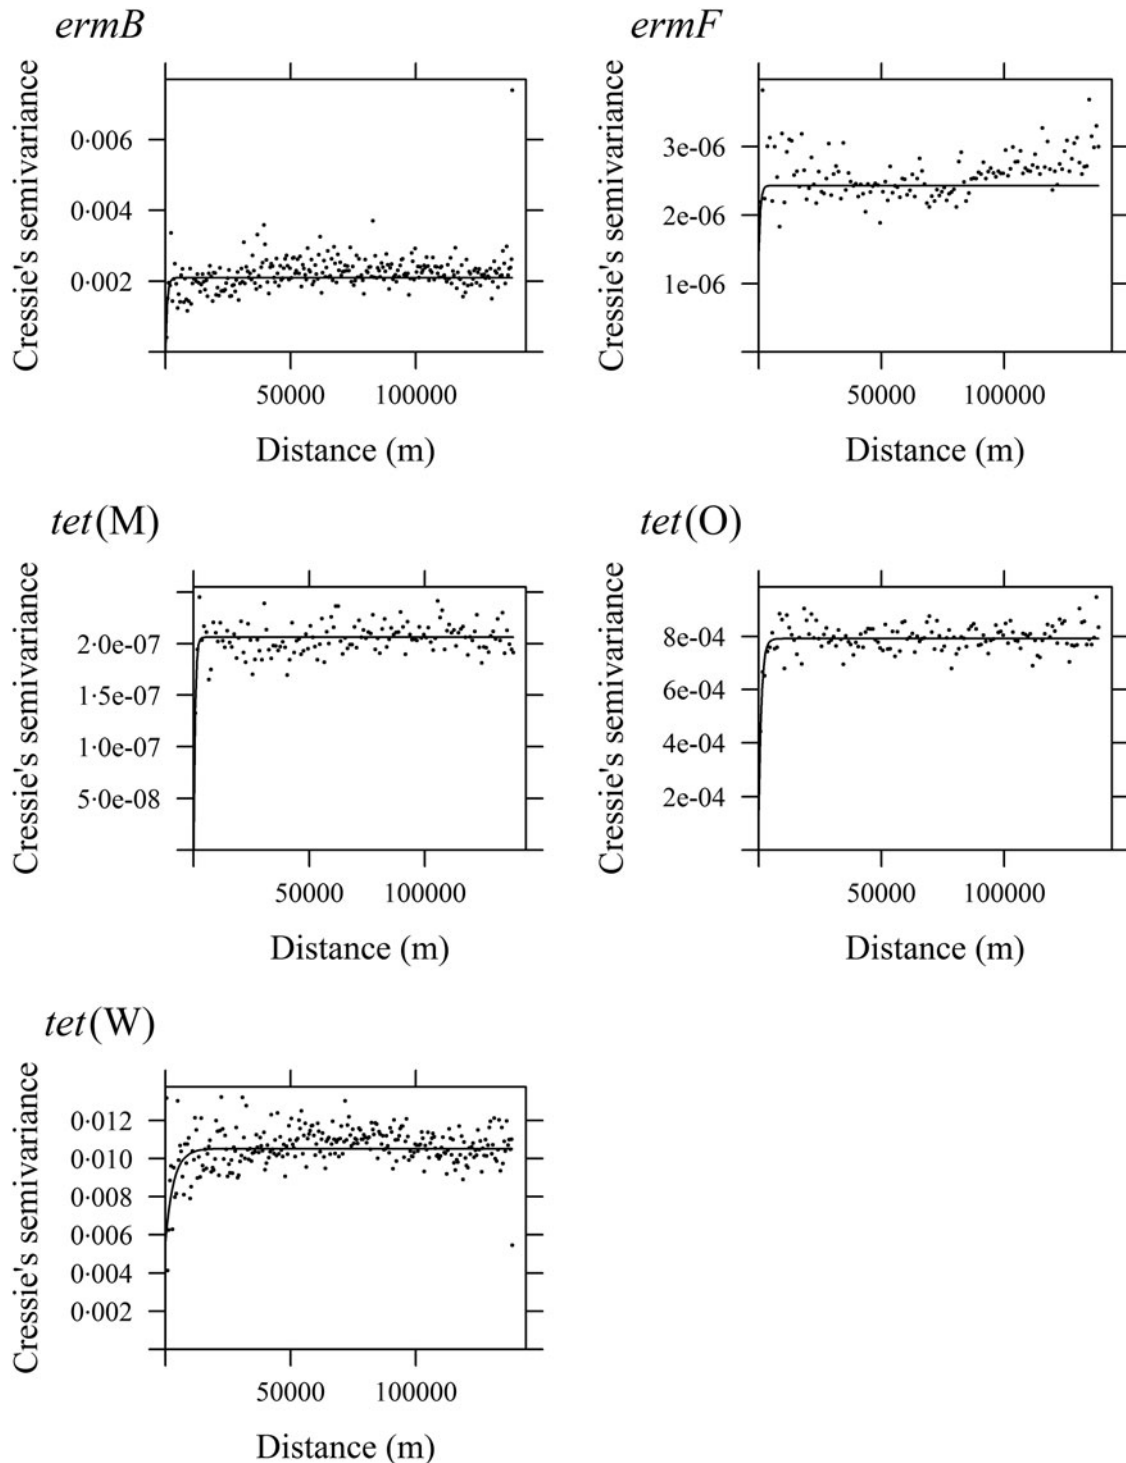 ermB
Cressie's semivariance
0·006
0·004
0·002
50000 100000
Distance (m)
ermF
Cressie's semivariance
3e-06
2e-06
1e-06
50000 100000
Distance (m)
tet(M)
Cressie's semivariance
2·0e-07
1·5e-07
1·0e-07
5·0e-08
50000 100000
Distance (m)
tet(O)
Cressie's semivariance
8e-04
6e-04
4e-04
2e-04
50000 100000
Distance (m)
tet(W)
Cressie's semivariance
0·012
0·010
0·008
0·006
0·004
0·002
50000 100000
Distance (m)